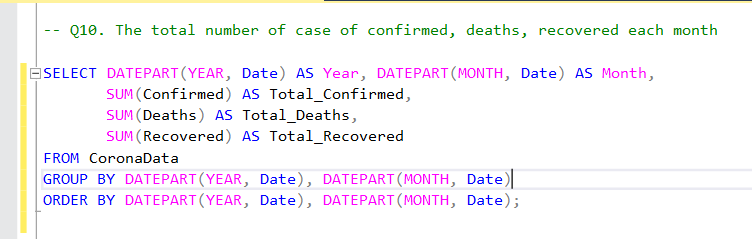 -- Q10. The total number of case of confirmed, deaths, recovered each month
SELECT DATEPART(YEAR, Date) AS Year, DATEPART(MONTH, Date) AS Month,
SUM(Confirmed) AS Total_Confirmed,
SUM(Deaths) AS Total_Deaths,
SUM(Recovered) AS Total_Recovered
FROM CoronaData
GROUP BY DATEPART(YEAR, Date), DATEPART(MONTH, Date)
ORDER BY DATEPART(YEAR, Date), DATEPART(MONTH, Date);